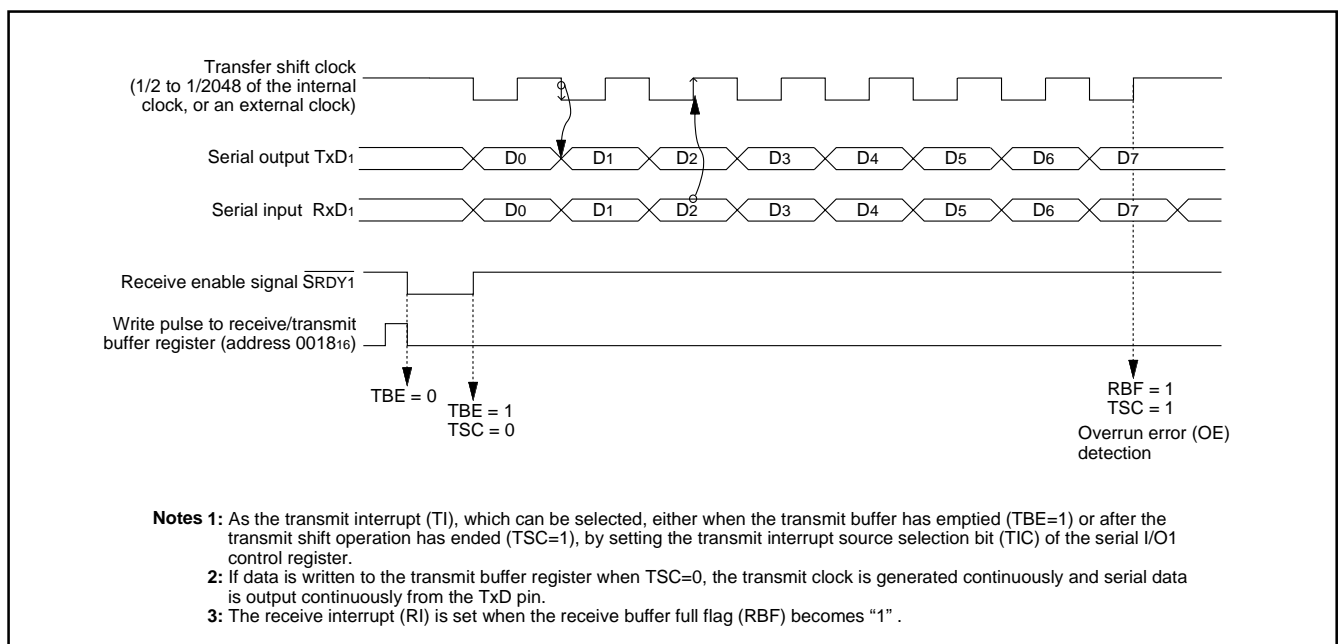 Transfer shift clock
(1/2 to 1/2048 of the internal
clock, or an external clock)
Serial output TxD1
D0 D1 D2 D3 D4 D5 D6 D7
Serial input RxD1
D0 D1 D2 D3 D4 D5 D6 D7
Receive enable signal SRDY1
Write pulse to receive/transmit
buffer register (address 001816)
TBE = 0
TBE = 1
TSC = 0
RBF = 1
TSC = 1
Overrun error (OE)
detection
Notes 1: As the transmit interrupt (TI), which can be selected, either when the transmit buffer has emptied (TBE=1) or after the
transmit shift operation has ended (TSC=1), by setting the transmit interrupt source selection bit (TIC) of the serial I/O1
control register.
2: If data is written to the transmit buffer register when TSC=0, the transmit clock is generated continuously and serial data
is output continuously from the TxD pin.
3: The receive interrupt (RI) is set when the receive buffer full flag (RBF) becomes “1” .